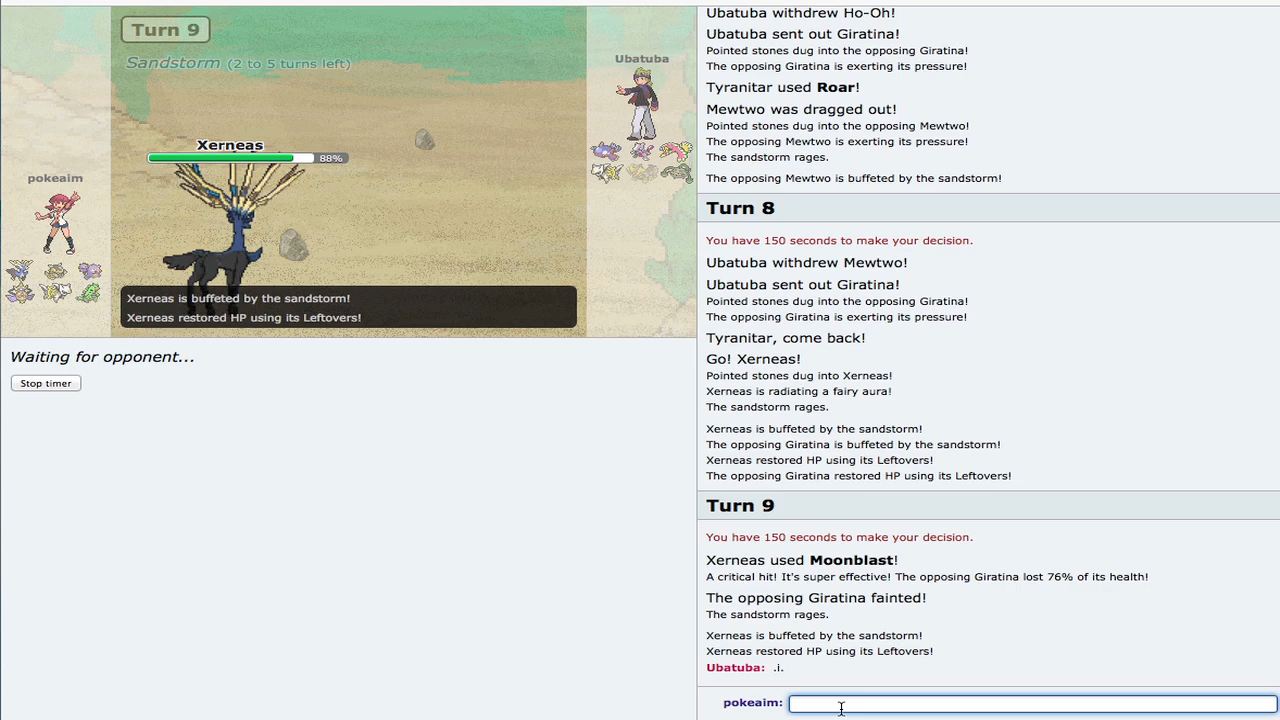 Turn 9
Sandstorm (2 to 5 turns left)
Ubatuba
Xerneas
88%
pokeaim
Xerneas is buffeted by the sandstorm!
Xerneas restored HP using its Leftovers!
Waiting for opponent...
Stop timer
Ubatuba withdrew Ho-Oh!
Ubatuba sent out Giratina!
Pointed stones dug into the opposing Giratina!
The opposing Giratina is exerting its pressure!
Tyranitar used Roar!
Mewtwo was dragged out!
Pointed stones dug into the opposing Mewtwo!
The opposing Mewtwo is exerting its pressure!
The sandstorm rages.
The opposing Mewtwo is buffeted by the sandstorm!
Turn 8
You have 150 seconds to make your decision.
Ubatuba withdrew Mewtwo!
Ubatuba sent out Giratina!
Pointed stones dug into the opposing Giratina!
The opposing Giratina is exerting its pressure!
Tyranitar, come back!
Go! Xerneas!
Pointed stones dug into Xerneas!
Xerneas is radiating a fairy aura!
The sandstorm rages.
Xerneas is buffeted by the sandstorm!
The opposing Giratina is buffeted by the sandstorm!
Xerneas restored HP using its Leftovers!
The opposing Giratina restored HP using its Leftovers!
Turn 9
You have 150 seconds to make your decision.
Xerneas used Moonblast!
A critical hit! It's super effective! The opposing Giratina lost 76% of its health!
The opposing Giratina fainted!
The sandstorm rages.
Xerneas is buffeted by the sandstorm!
Xerneas restored HP using its Leftovers!
Ubatuba: .i.
pokeaim: